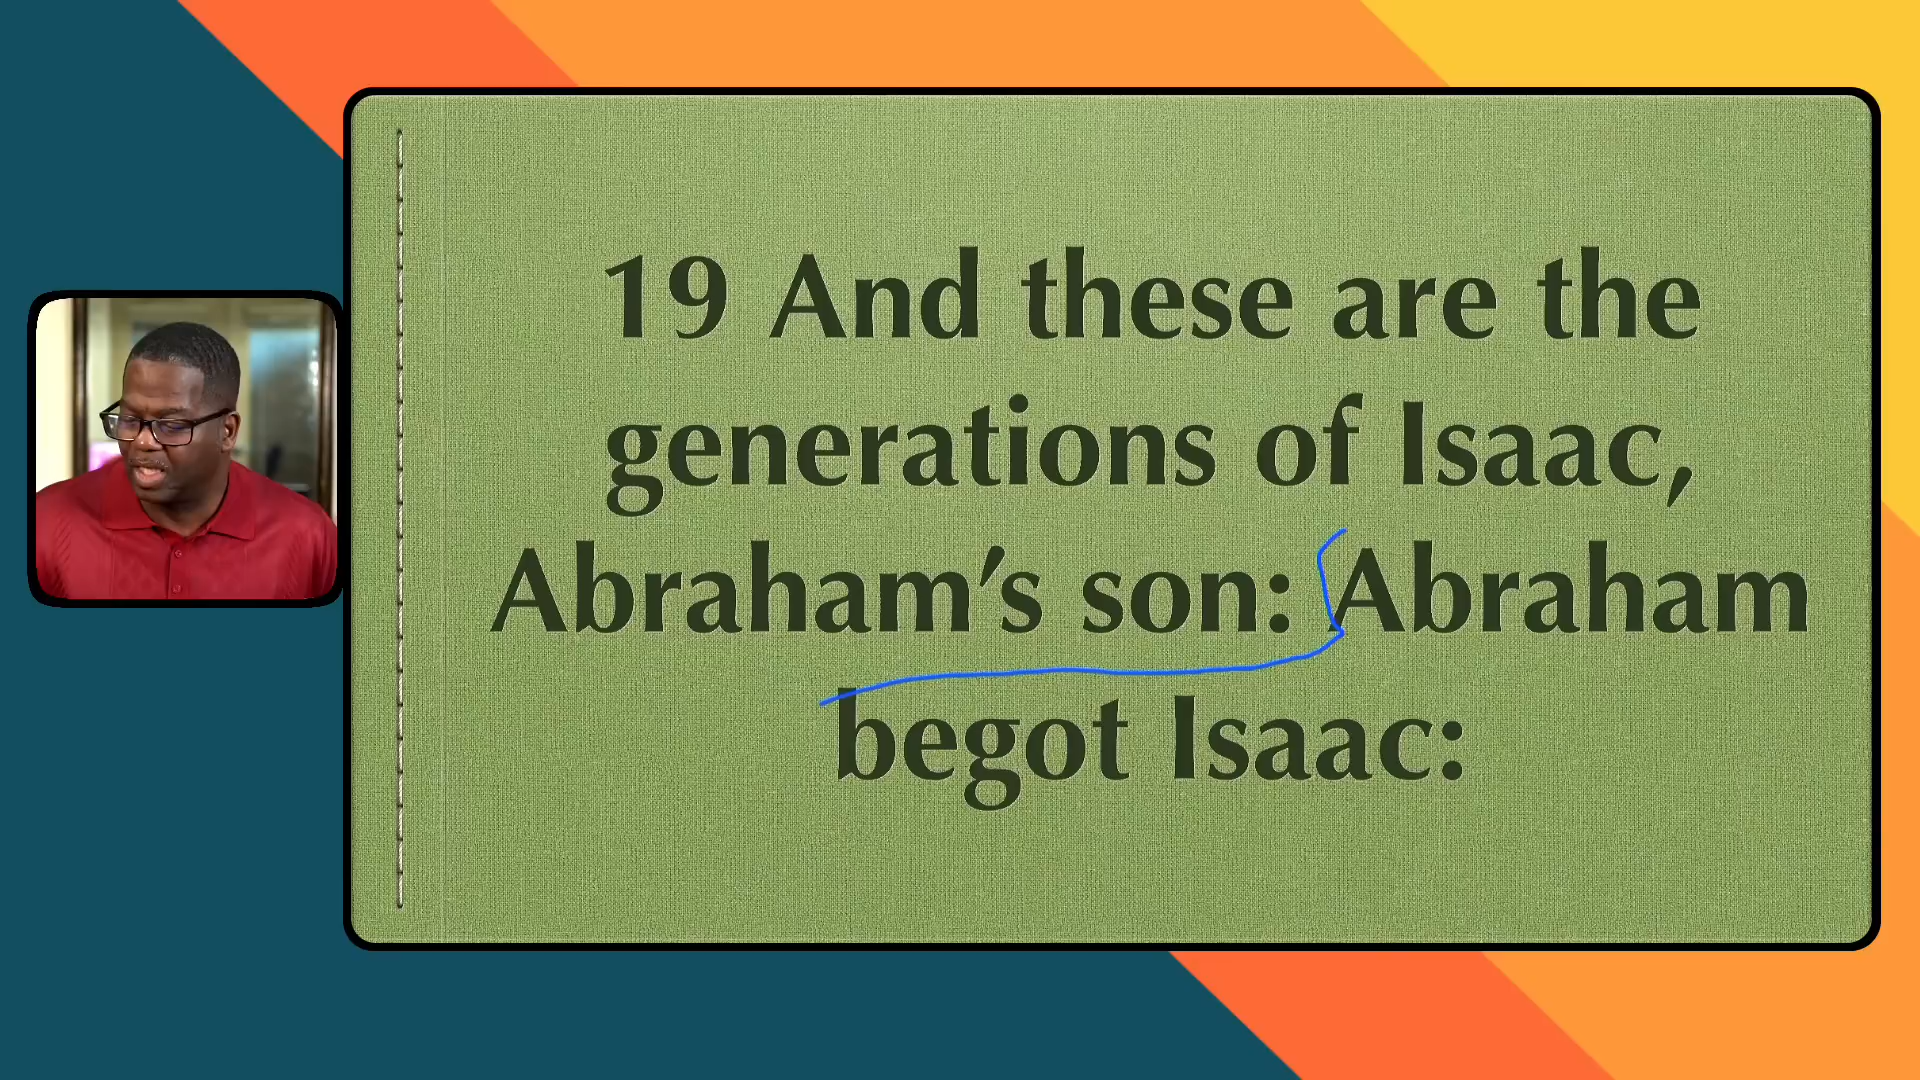 19 And these are the
generations of Isaac,
Abraham’s son: Abraham
begot Isaac: